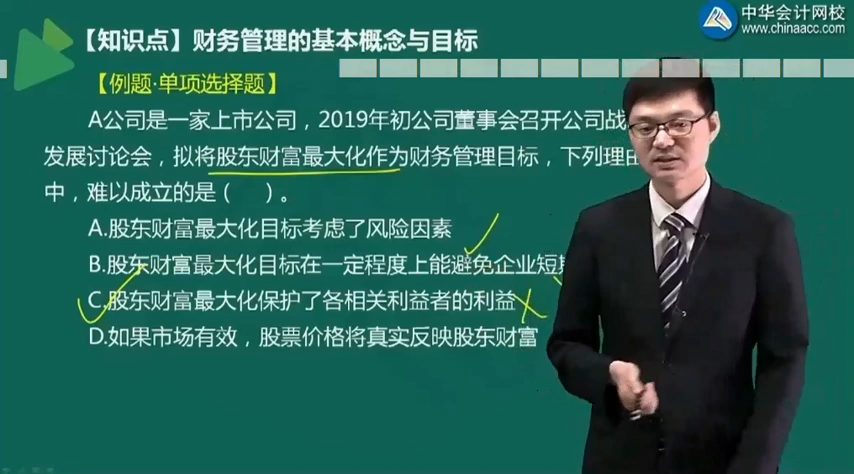 中华会计网校
www.chinaacc.com
【知识点】财务管理的基本概念与目标
【例题·单项选择题】
A公司是一家上市公司，2019年初公司董事会召开公司战
发展讨论会，拟将股东财富最大化作为财务管理目标，下列理由
中，难以成立的是（ ）。
A.股东财富最大化目标考虑了风险因素
B.股东财富最大化目标在一定程度上能避免企业短期
C.股东财富最大化保护了各相关利益者的利益
D.如果市场有效，股票价格将真实反映股东财富